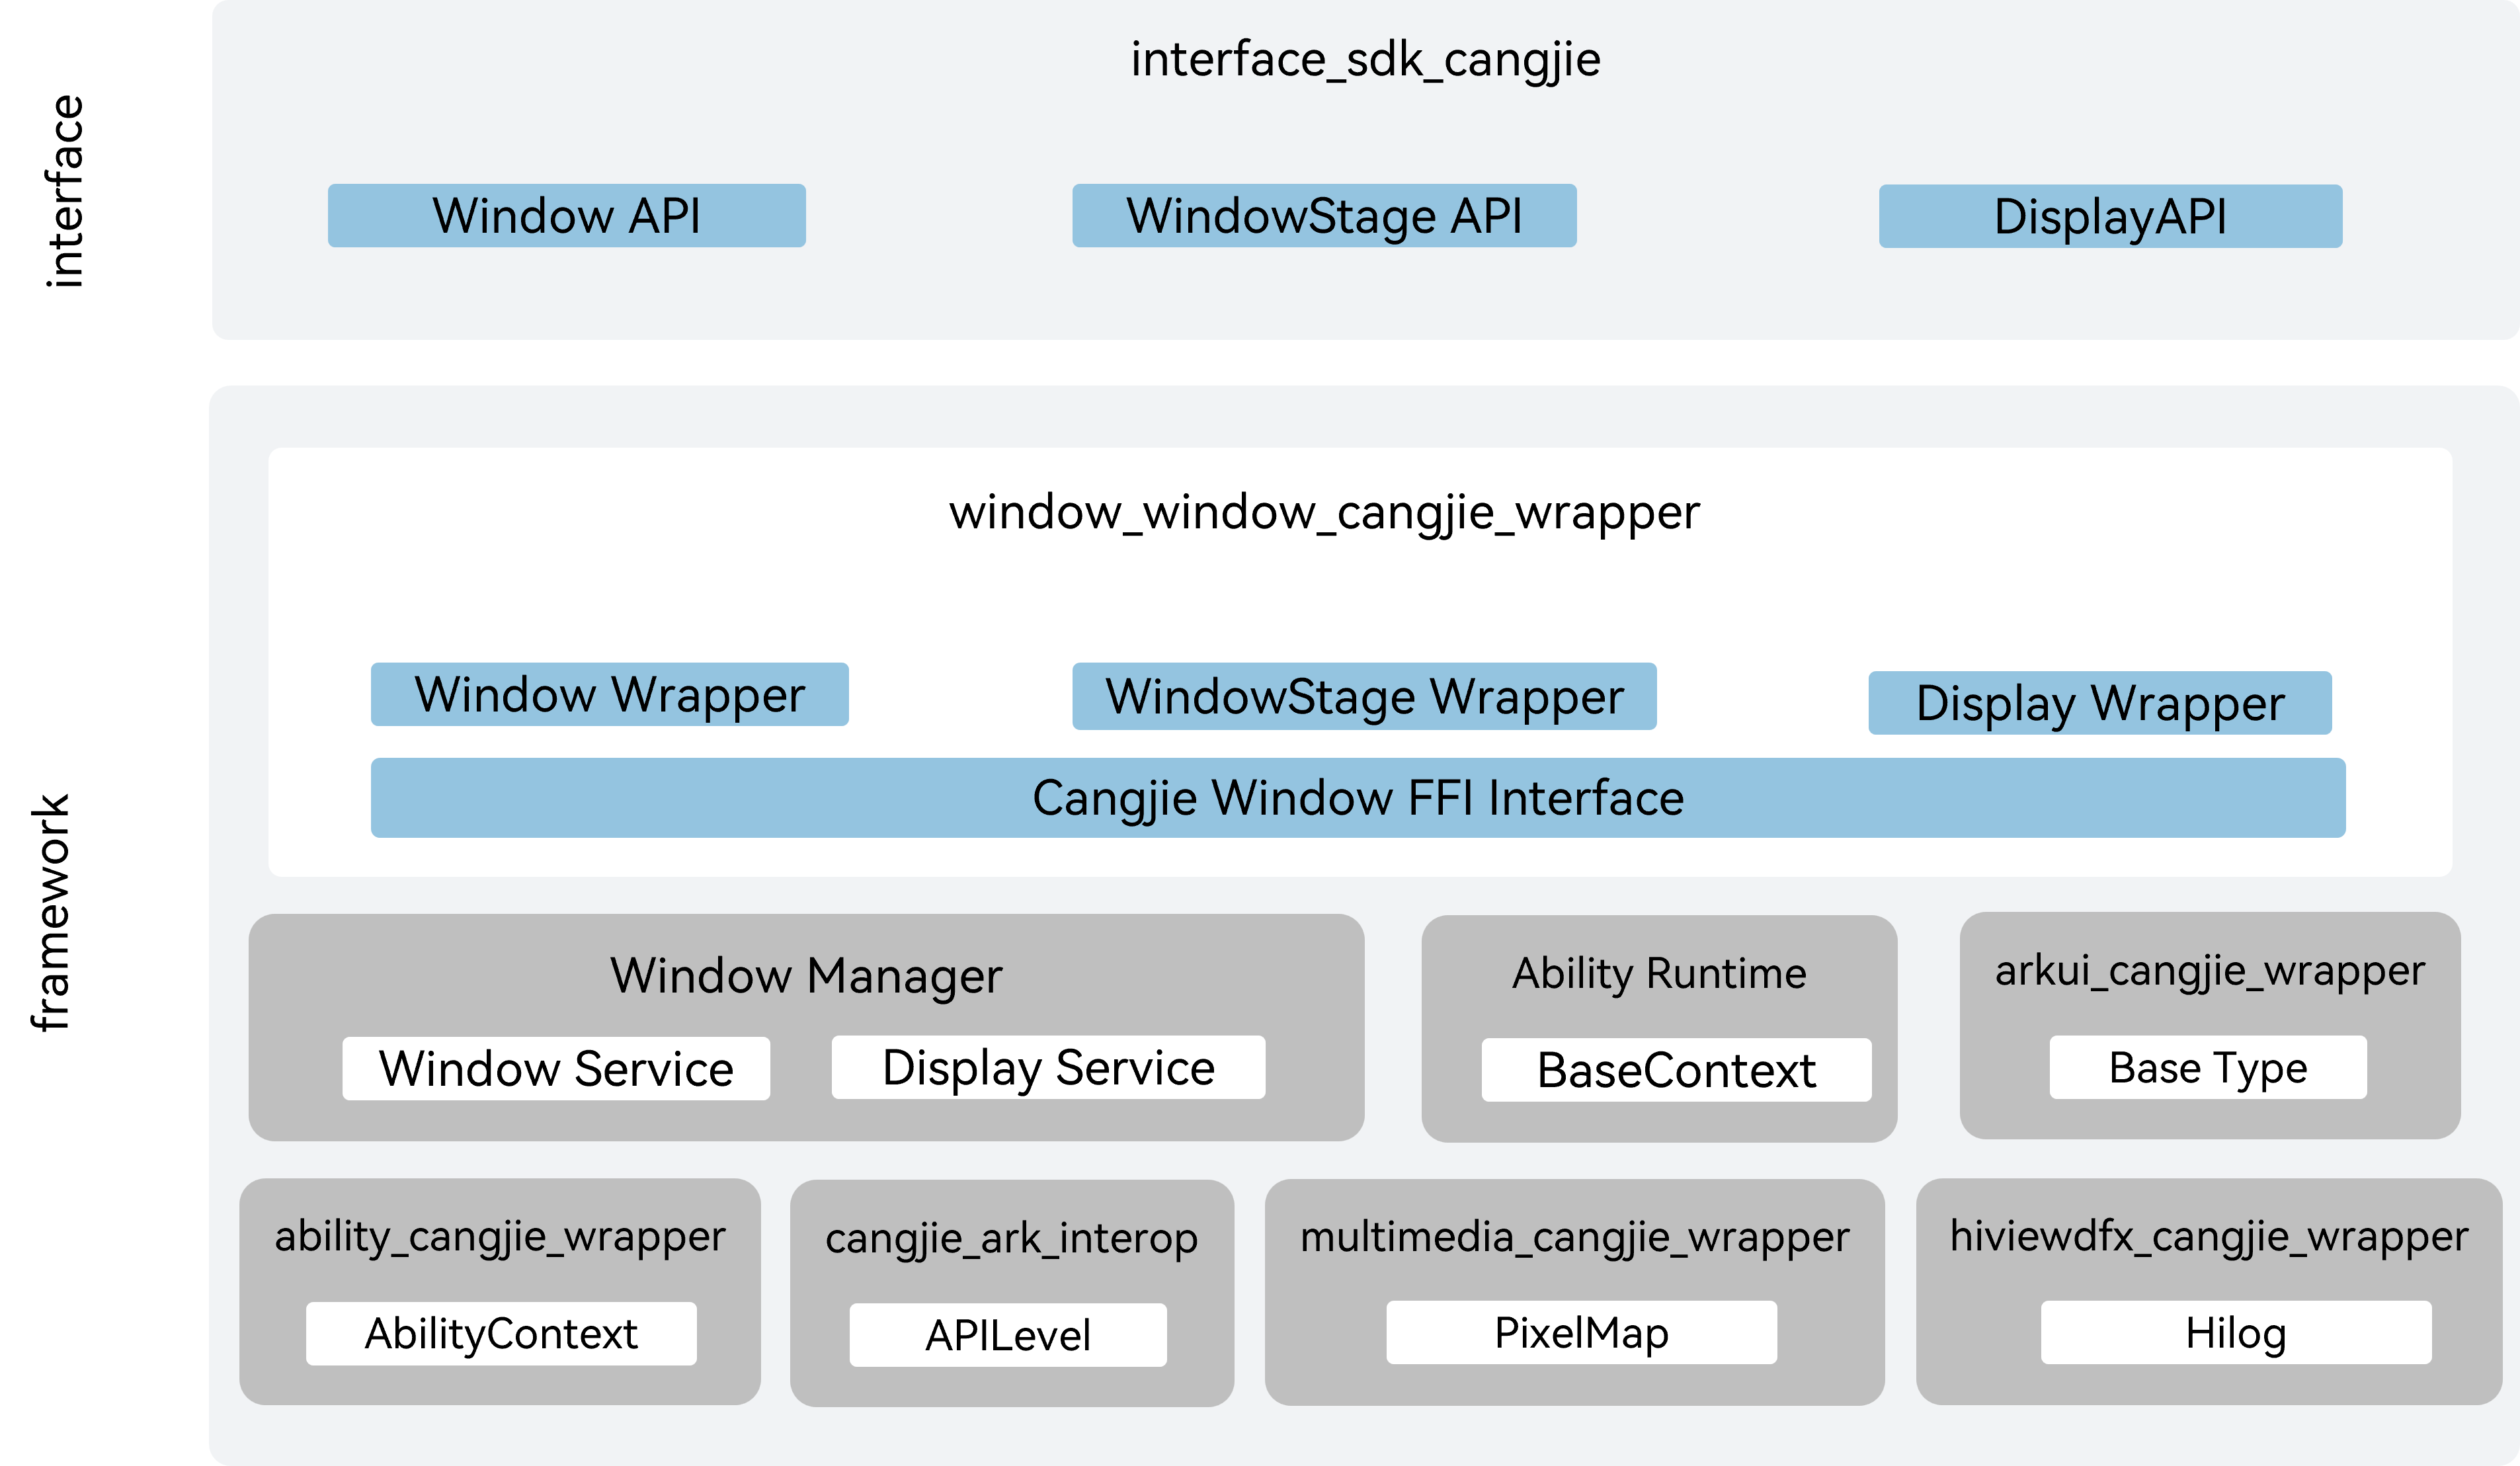 interface
interface_sdk_cangjie
Window API
WindowStage API
DisplayAPI
framework
window_window_cangjie_wrapper
Window Wrapper
WindowStage Wrapper
Display Wrapper
Cangjie Window FFI Interface
Window Manager
Window Service
Display Service
Ability Runtime
BaseContext
arkui_cangjie_wrapper
Base Type
ability_cangjie_wrapper
AbilityContext
cangjie_ark_interop
APILevel
multimedia_cangjie_wrapper
PixelMap
hiviewdfx_cangjie_wrapper
Hilog